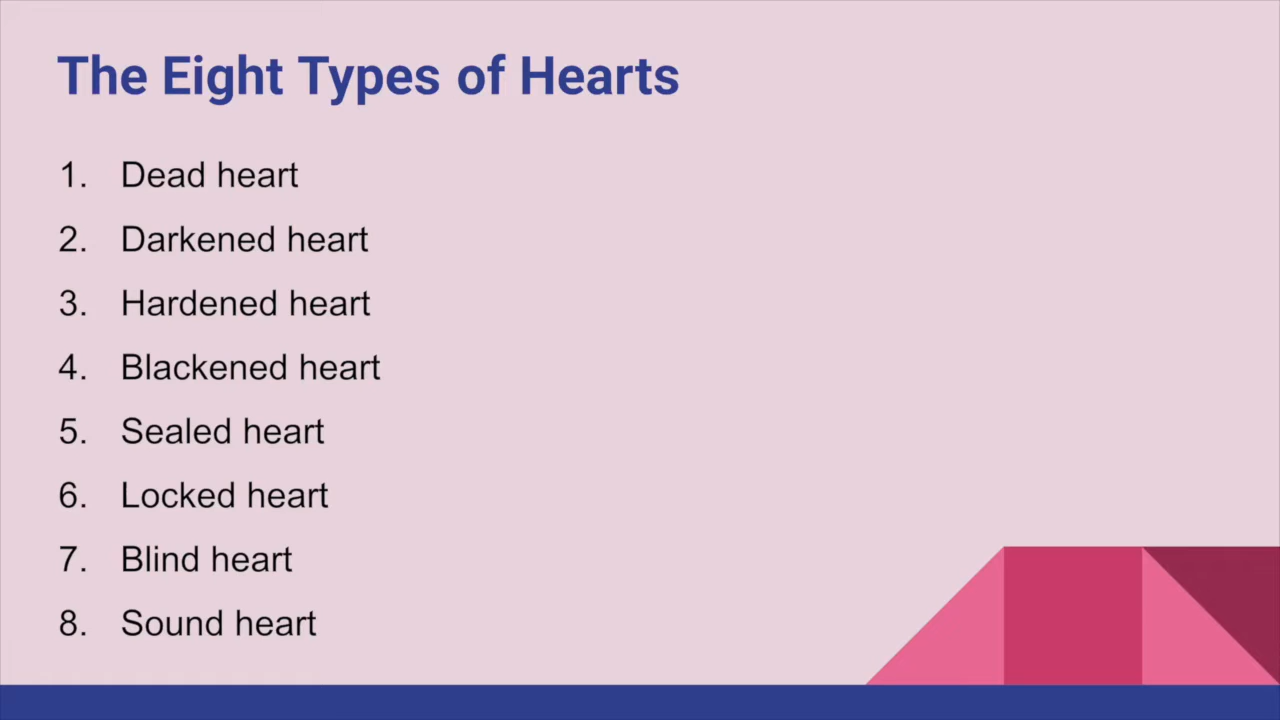 The Eight Types of Hearts
1. Dead heart
2. Darkened heart
3. Hardened heart
4. Blackened heart
5. Sealed heart
6. Locked heart
7. Blind heart
8. Sound heart